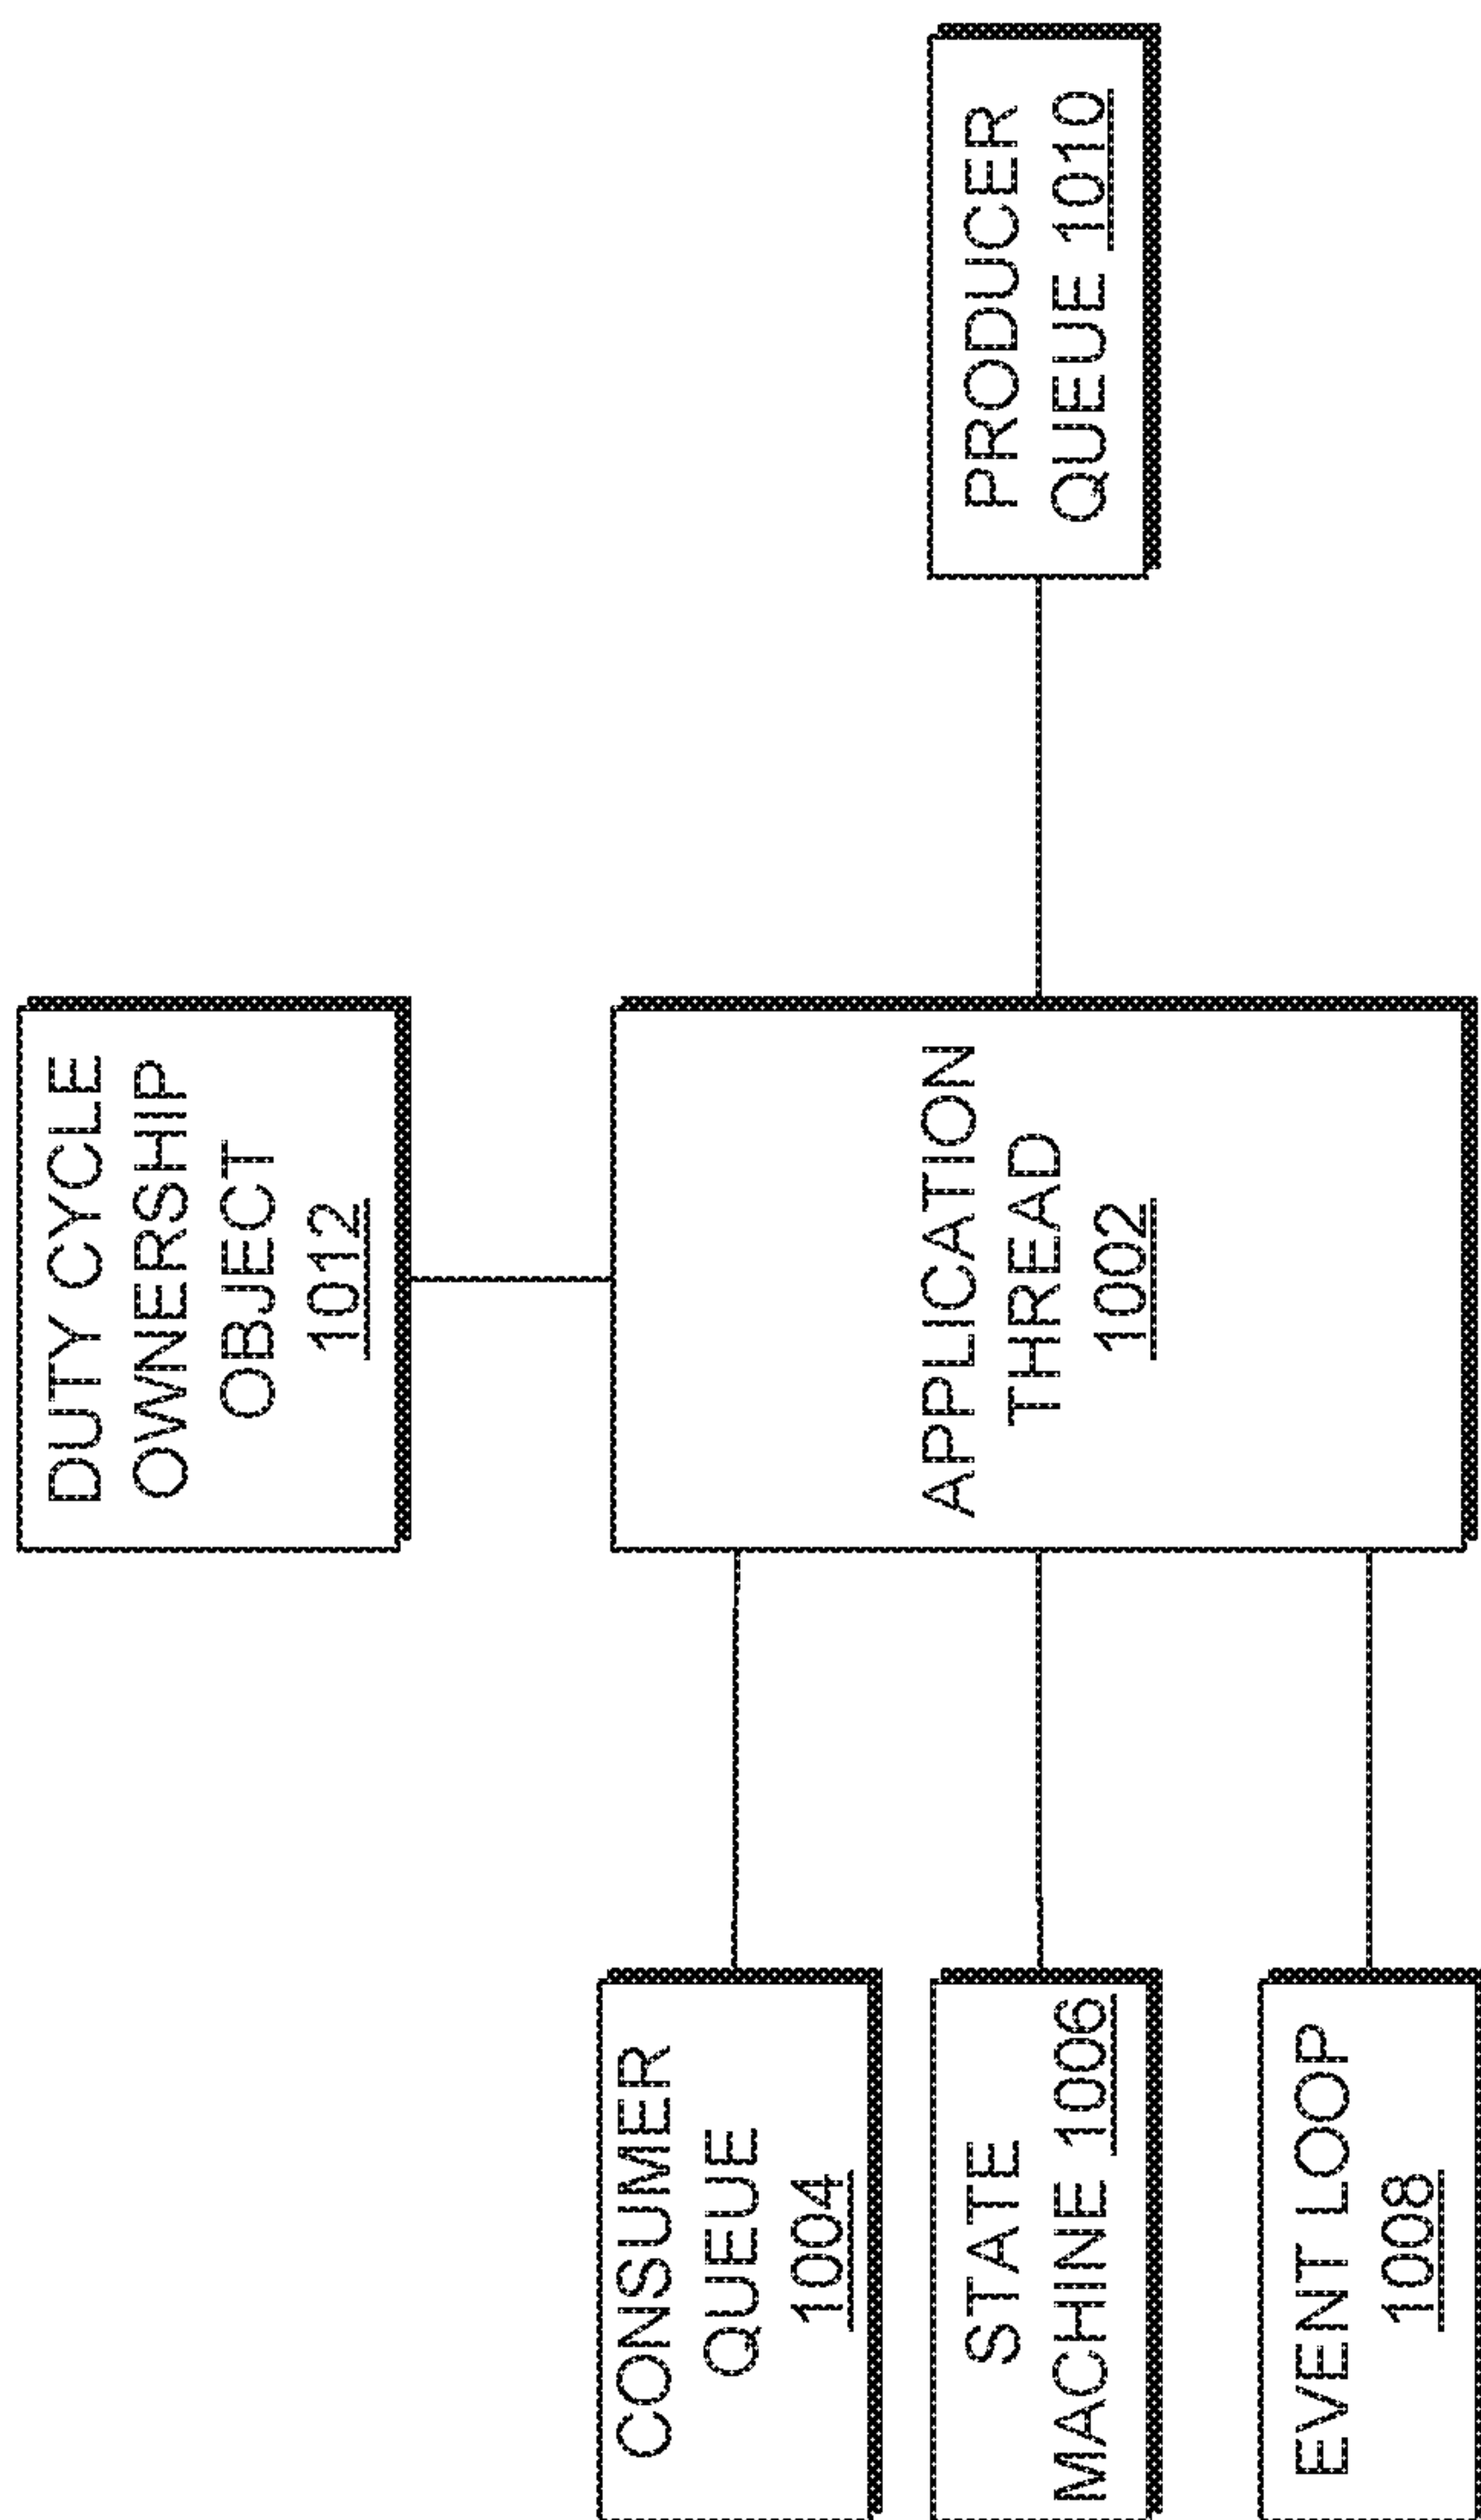 DUTY CYCLE
OWNERSHIP
OBJECT
1012
CONSUMER
QUEUE
1004
STATE
MACHINE 1006
EVENT LOOP
1008
APPLICATION
THREAD
1002
PRODUCER
QUEUE 1010